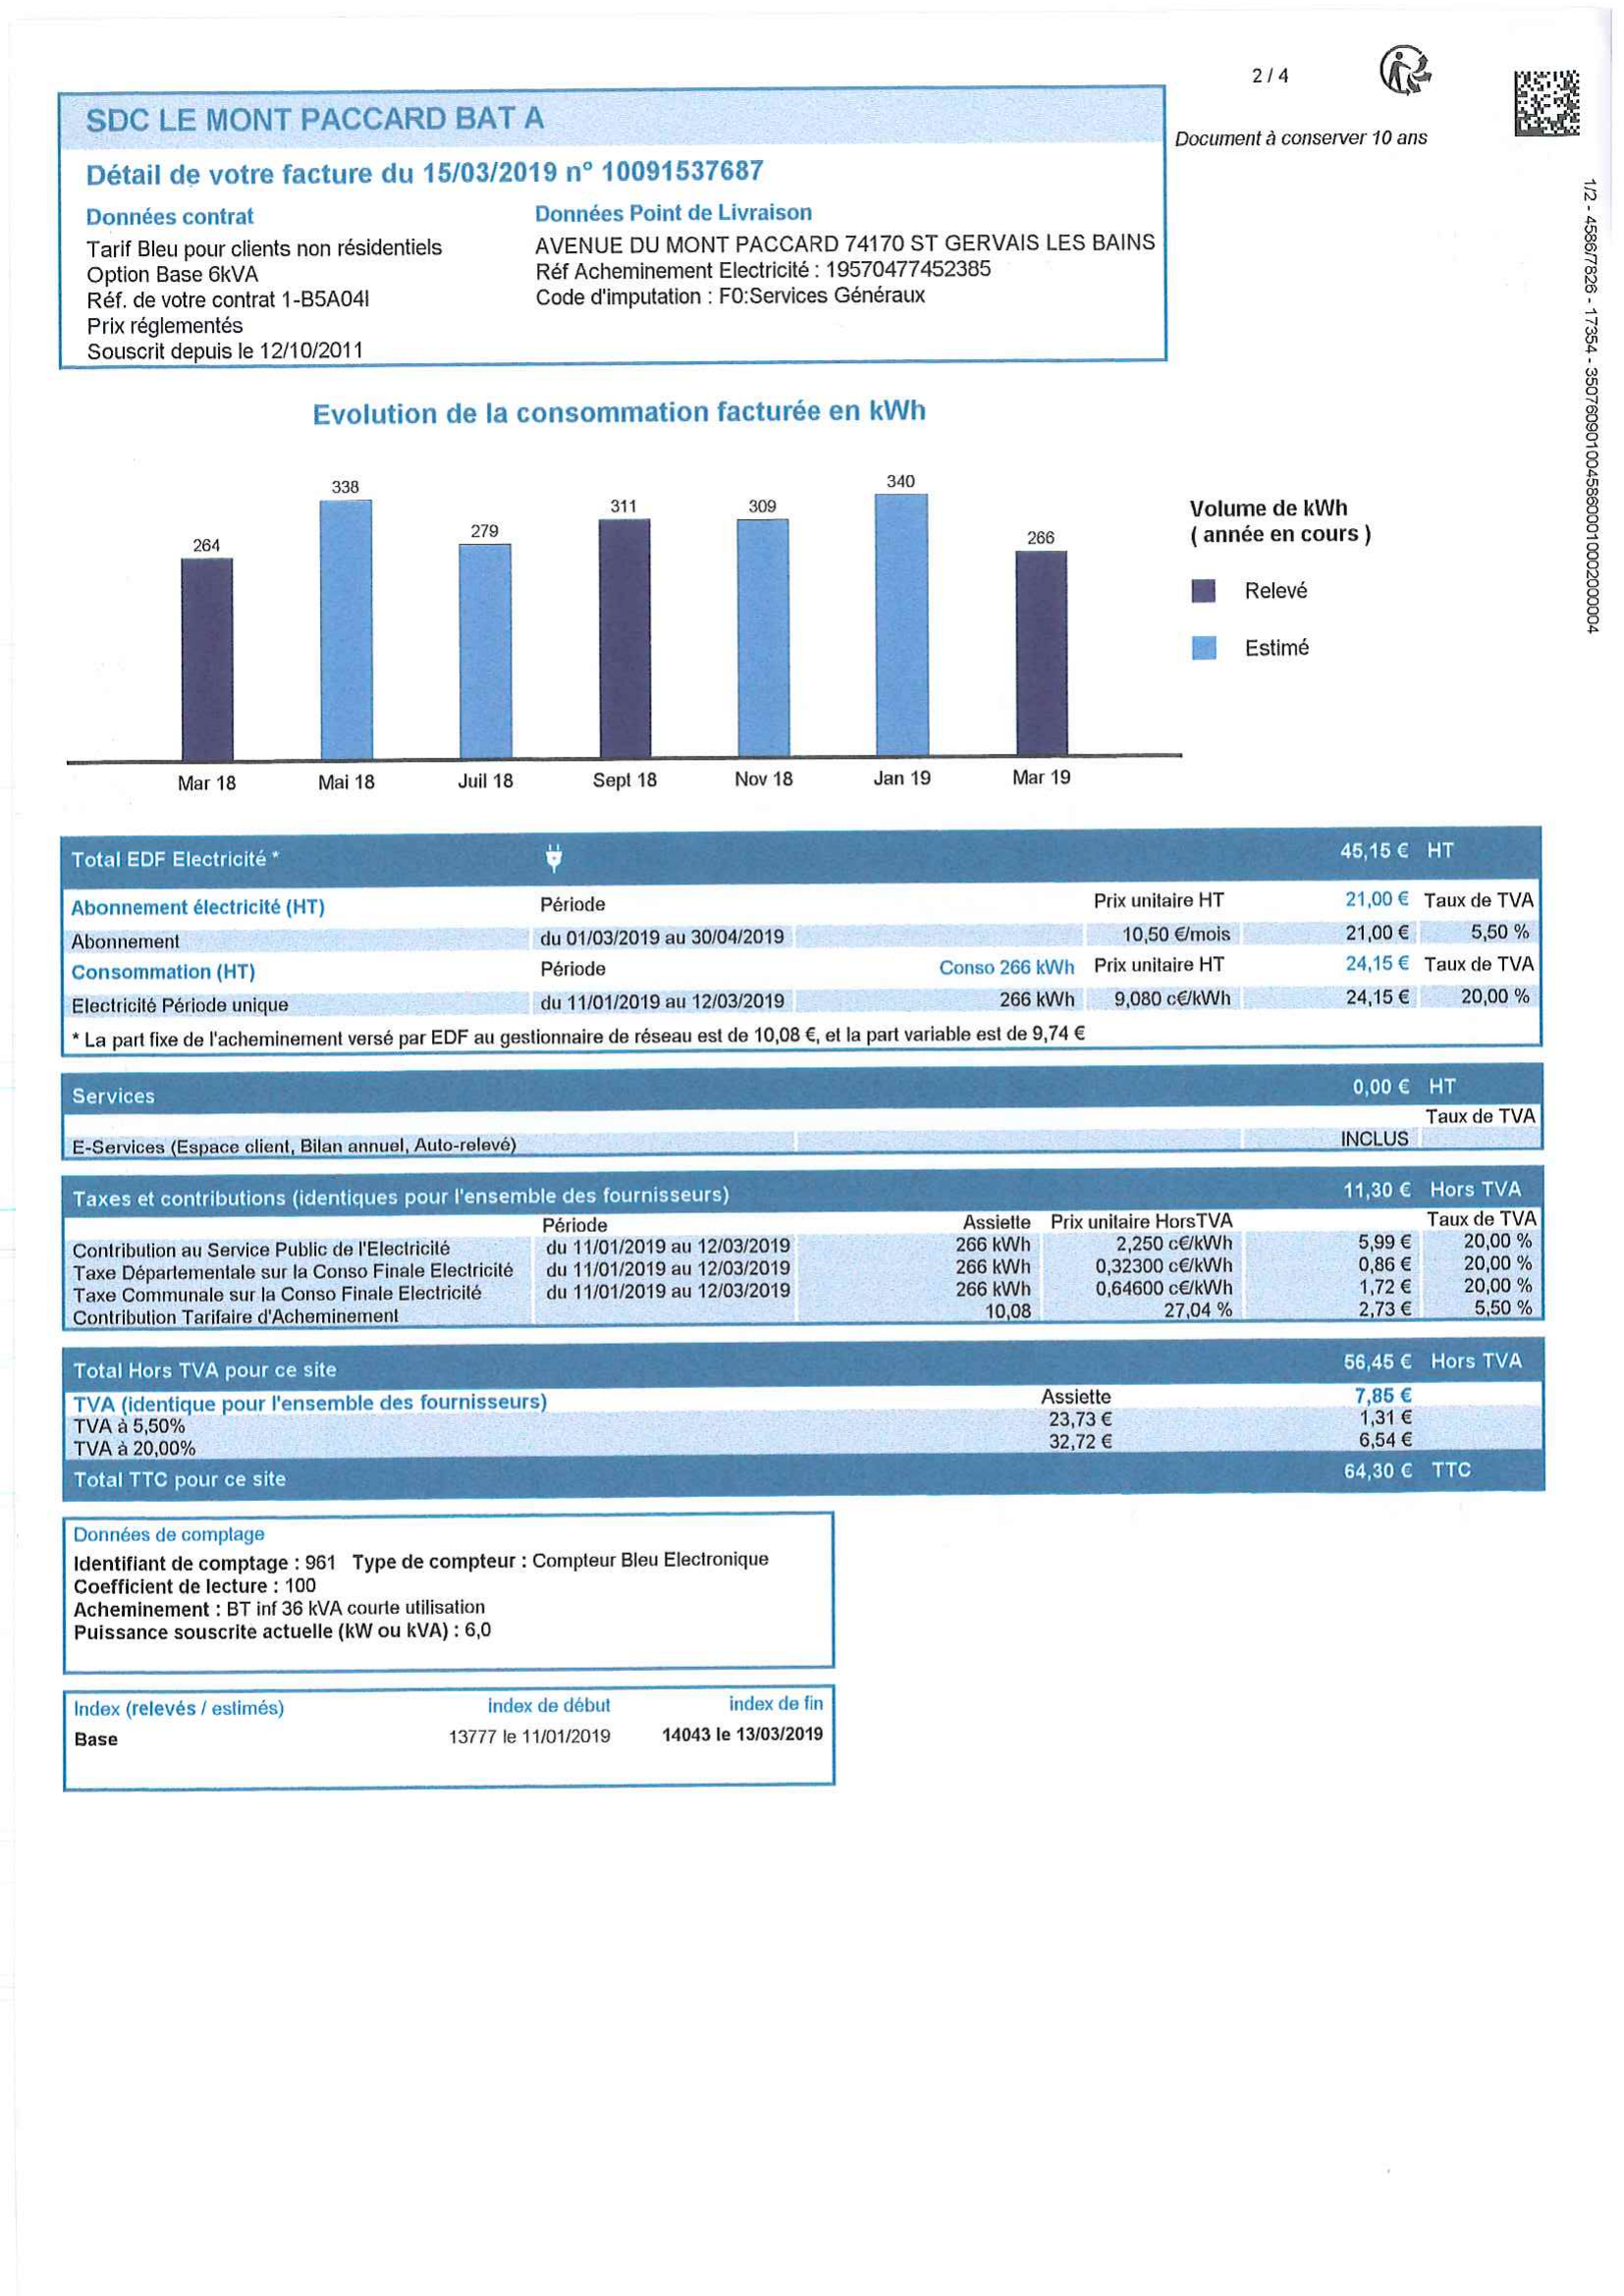 2 / 4
SDC LE MONT PACCARD BAT A
Document à conserver 10 ans
Détail de votre facture du 15/03/2019 n° 10091537687
Données contrat
Tarif Bleu pour clients non résidentiels
Option Base 6kVA
Réf. de votre contrat 1-B5A04I
Prix réglementés
Souscrit depuis le 12/10/2011
Données Point de Livraison
AVENUE DU MONT PACCARD 74170 ST GERVAIS LES BAINS
Réf Acheminement Electricité : 19570477452385
Code d'imputation : F0:Services Généraux
1/2 - 4586/7826 - 17354 - 35076090100458600010002000004
Evolution de la consommation facturée en kWh
264 338 279 311 309 340 266
Mar 18 Mai 18 Juil 18 Sept 18 Nov 18 Jan 19 Mar 19
Volume de kWh
( année en cours )
Relevé
Estimé
Total EDF Electricité * 45,15 € HT
Abonnement électricité (HT) Période Prix unitaire HT 21,00 € Taux de TVA
Abonnement du 01/03/2019 au 30/04/2019 10,50 €/mois 21,00 € 5,50 %
Consommation (HT) Période Conso 266 kWh Prix unitaire HT 24,15 € Taux de TVA
Electricité Période unique du 11/01/2019 au 12/03/2019 266 kWh 9,080 c€/kWh 24,15 € 20,00 %
* La part fixe de l'acheminement versé par EDF au gestionnaire de réseau est de 10,08 €, et la part variable est de 9,74 €
Services 0,00 € HT
Taux de TVA
E-Services (Espace client, Bilan annuel, Auto-relevé) INCLUS
Taxes et contributions (identiques pour l'ensemble des fournisseurs) 11,30 € Hors TVA
Période Assiette Prix unitaire HorsTVA Taux de TVA
Contribution au Service Public de l'Electricité du 11/01/2019 au 12/03/2019 266 kWh 2,250 c€/kWh 5,99 € 20,00 %
Taxe Départementale sur la Conso Finale Electricité du 11/01/2019 au 12/03/2019 266 kWh 0,32300 c€/kWh 0,86 € 20,00 %
Taxe Communale sur la Conso Finale Electricité du 11/01/2019 au 12/03/2019 266 kWh 0,64600 c€/kWh 1,72 € 20,00 %
Contribution Tarifaire d'Acheminement 10,08 27,04 % 2,73 € 5,50 %
Total Hors TVA pour ce site 56,45 € Hors TVA
TVA (identique pour l'ensemble des fournisseurs) Assiette 7,85 €
TVA à 5,50% 23,73 € 1,31 €
TVA à 20,00% 32,72 € 6,54 €
Total TTC pour ce site 64,30 € TTC
Données de comptage
Identifiant de comptage : 961 Type de compteur : Compteur Bleu Electronique
Coefficient de lecture : 100
Acheminement : BT inf 36 kVA courte utilisation
Puissance souscrite actuelle (kW ou kVA) : 6,0
Index (relevés / estimés) index de début index de fin
Base 13777 le 11/01/2019 14043 le 13/03/2019